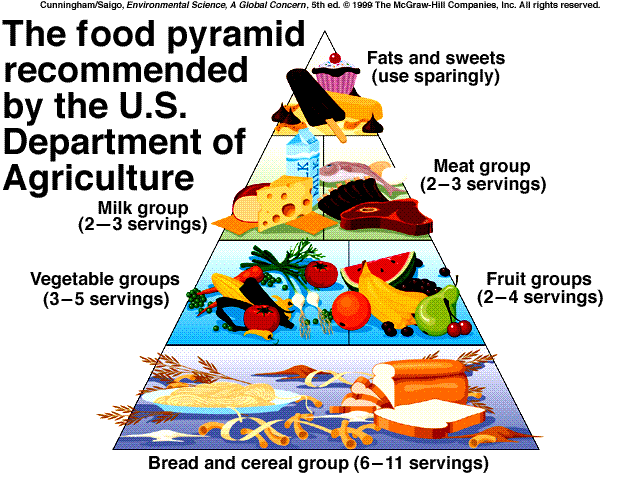 Cunningham/Saigo, Environmental Science, A Global Concern, 5th ed. © 1999 The McGraw-Hill Companies, Inc. All rights reserved.
The food pyramid
recommended
by the U.S.
Department of
Agriculture
Fats and sweets
(use sparingly)
Meat group
(2–3 servings)
Milk group
(2–3 servings)
Vegetable groups
(3–5 servings)
Fruit groups
(2–4 servings)
Bread and cereal group (6–11 servings)